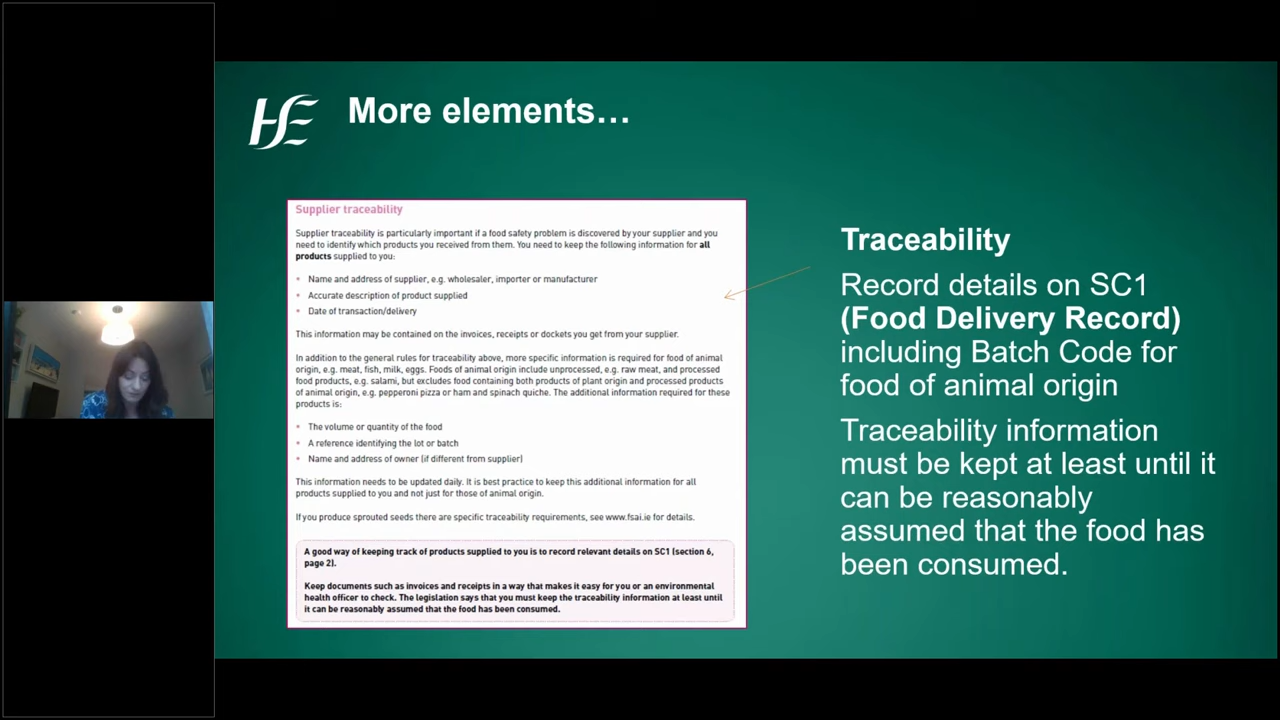 HSE
More elements…
Supplier traceability
Supplier traceability is particularly important if a food safety problem is discovered by your supplier and you
need to identify which products you received from them. You need to keep the following information for all
products supplied to you:
• Name and address of supplier, e.g. wholesaler, importer or manufacturer
• Accurate description of product supplied
• Date of transaction/delivery
This information may be contained on the invoices, receipts or dockets you get from your supplier.
In addition to the general rules for traceability above, more specific information is required for food of animal
origin, e.g. meat, fish, milk, eggs. Foods of animal origin include unprocessed, e.g. raw meat, and processed
food products, e.g. salami, but excludes food containing both products of plant origin and processed products
of animal origin, e.g. pepperoni pizza or ham and spinach quiche. The additional information required for these
products is:
• The volume or quantity of the food
• A reference identifying the lot or batch
• Name and address of owner (if different from supplier)
This information needs to be updated daily. It is best practice to keep this additional information for all
products supplied to you and not just for those of animal origin.
If you produce sprouted seeds there are specific traceability requirements, see www.fsai.ie for details.
A good way of keeping track of products supplied to you is to record relevant details on SC1 (section 6,
page 2).
Keep documents such as invoices and receipts in a way that makes it easy for you or an environmental
health officer to check. The legislation says that you must keep the traceability information at least until
it can be reasonably assumed that the food has been consumed.
Traceability
Record details on SC1
(Food Delivery Record)
including Batch Code for
food of animal origin
Traceability information
must be kept at least until it
can be reasonably
assumed that the food has
been consumed.